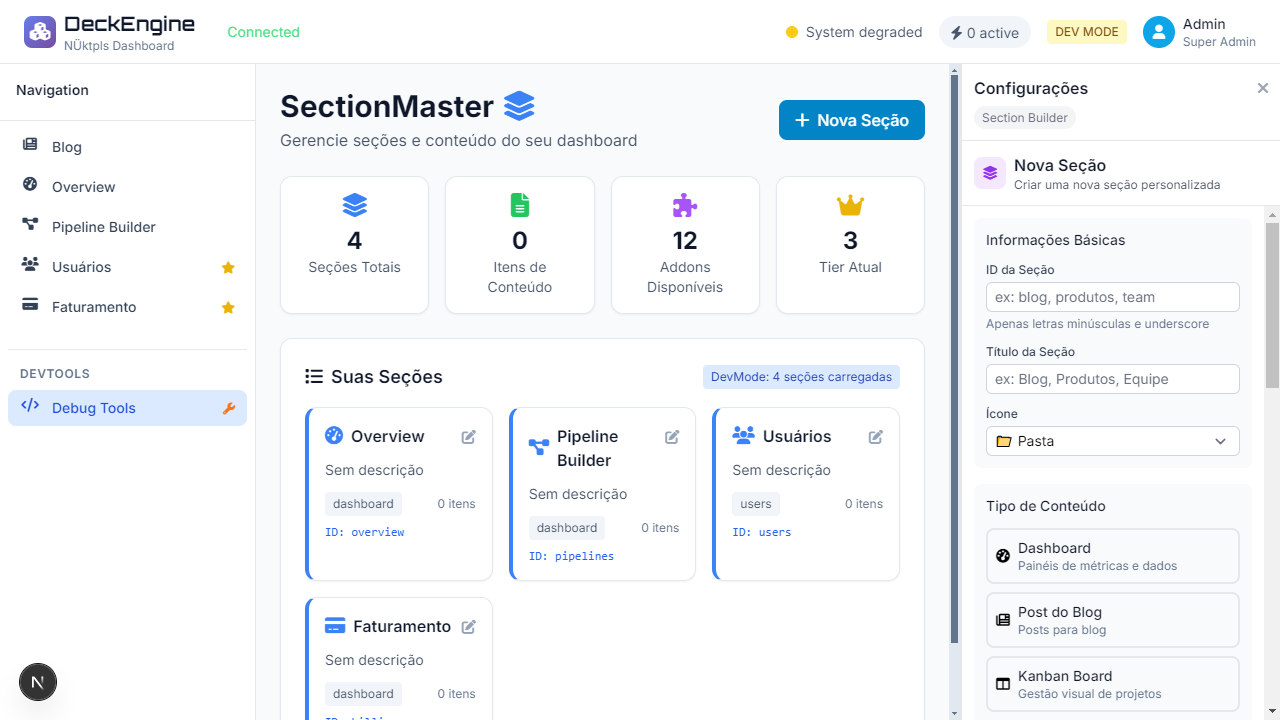 DeckEngine
NÜktpls Dashboard
Connected
System degraded
0 active
DEV MODE
Admin
Super Admin
Navigation
Blog
Overview
Pipeline Builder
Usuários
Faturamento
DEVTOOLS
Debug Tools
N
SectionMaster
Gerencie seções e conteúdo do seu dashboard
Nova Seção
4
Seções Totais
0
Itens de
Conteúdo
12
Addons
Disponíveis
3
Tier Atual
Suas Seções
DevMode: 4 seções carregadas
Overview
Sem descrição
dashboard
0 itens
ID: overview
Pipeline
Builder
Sem descrição
dashboard
0 itens
ID: pipelines
Usuários
Sem descrição
users
0 itens
ID: users
Faturamento
Sem descrição
dashboard
0 itens
Configurações
Section Builder
Nova Seção
Criar uma nova seção personalizada
Informações Básicas
ID da Seção
ex: blog, produtos, team
Apenas letras minúsculas e underscore
Título da Seção
ex: Blog, Produtos, Equipe
Ícone
Pasta
Tipo de Conteúdo
Dashboard
Painéis de métricas e dados
Post do Blog
Posts para blog
Kanban Board
Gestão visual de projetos